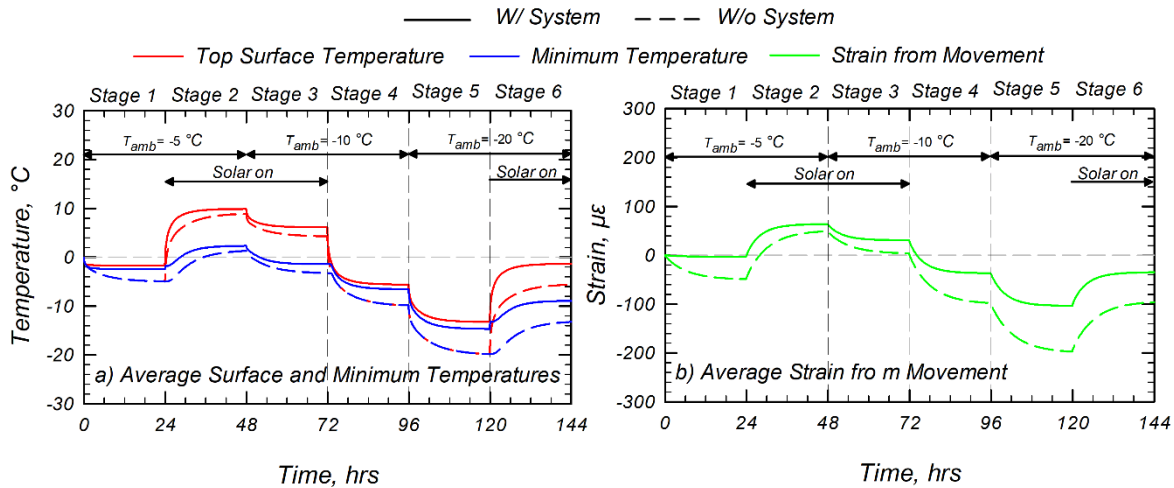 W/ System W/o System
Top Surface Temperature Minimum Temperature Strain from Movement
Stage 1 Stage 2 Stage 3 Stage 4 Stage 5 Stage 6
30
20
10
0
-10
-20
-30
Temperature, °C
Tamb= -5 °C Tamb= -10 °C Tamb= -20 °C
Solar on Solar on
a) Average Surface and Minimum Temperatures
0 24 48 72 96 120 144
Time, hrs
Stage 1 Stage 2 Stage 3 Stage 4 Stage 5 Stage 6
300
200
100
0
-100
-200
-300
Strain, με
Tamb= -5 °C Tamb= -10 °C Tamb= -20 °C
Solar on Solar on
b) Average Strain fro m Movement
0 24 48 72 96 120 144
Time, hrs